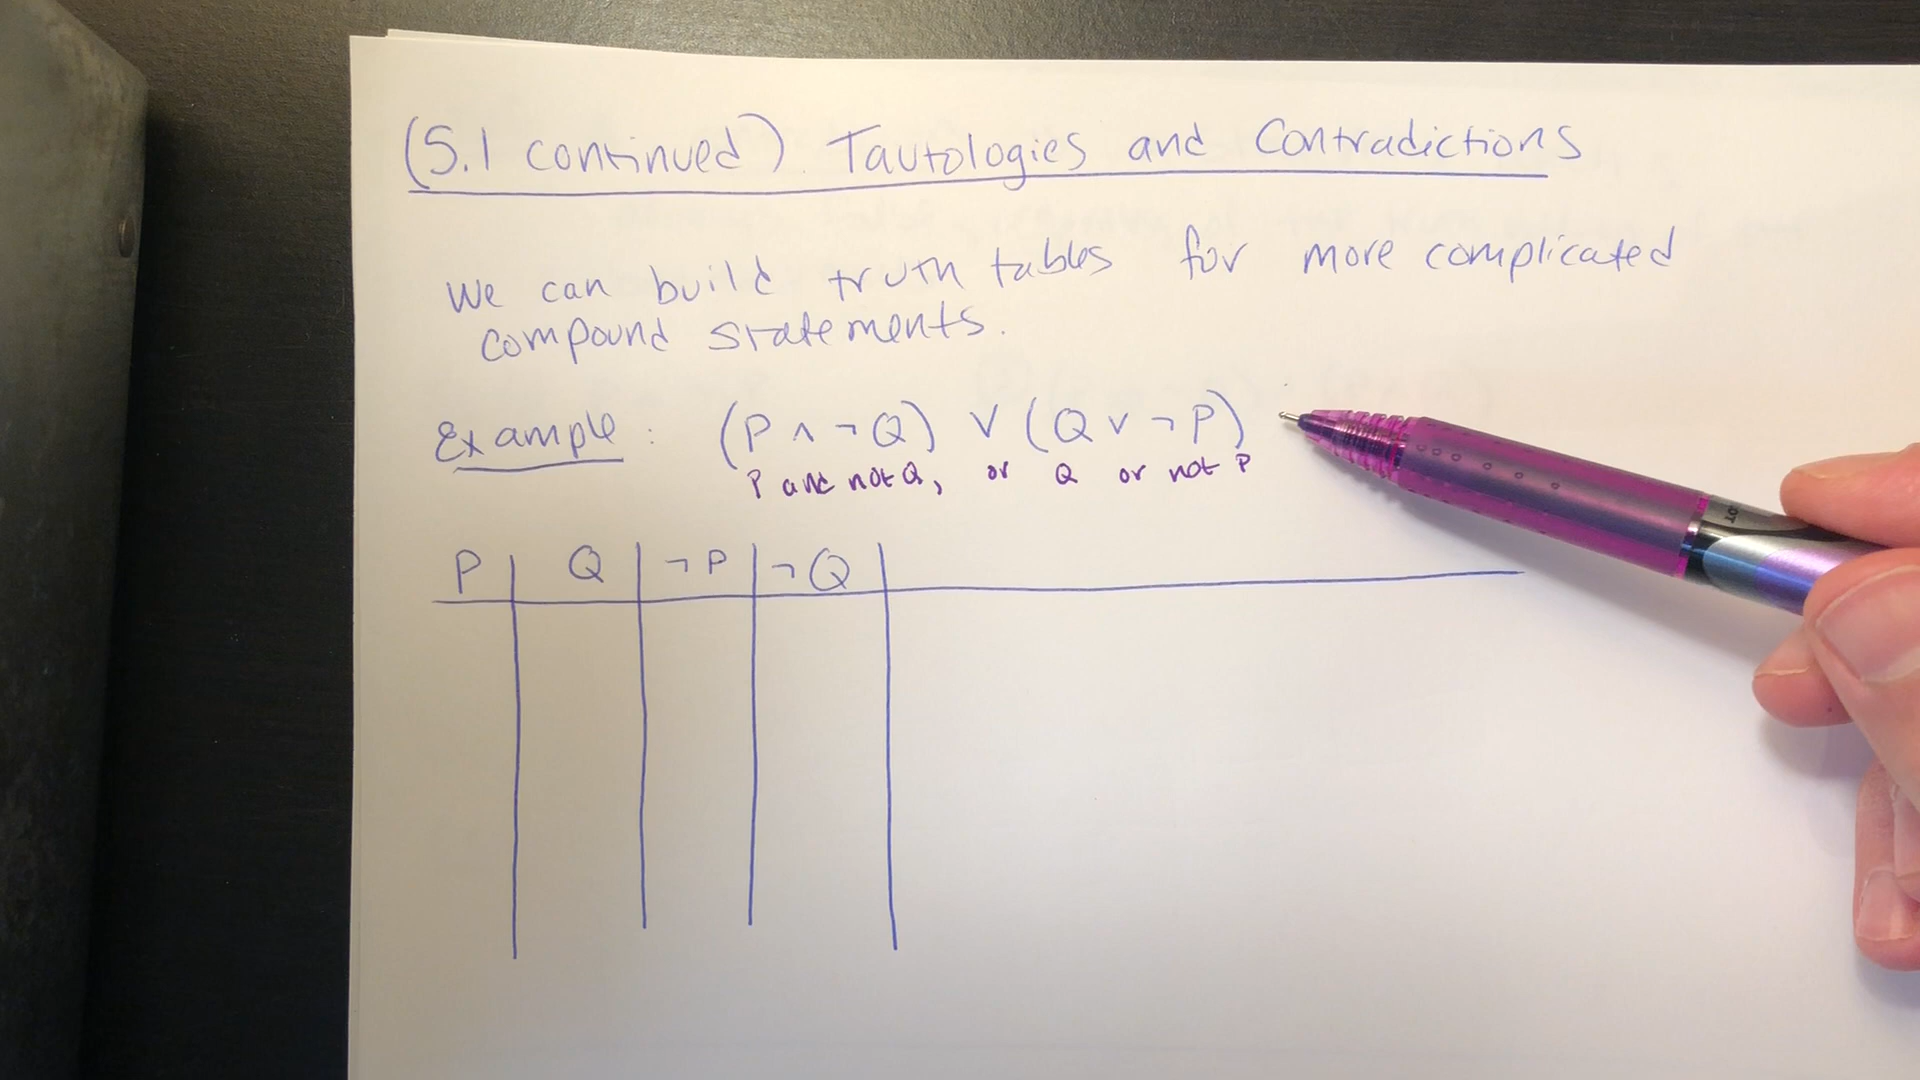 (5.1 continued) Tautologies and Contradictions
We can build truth tables for more complicated
compound statements.
Example: (P ∧ ¬Q) ∨ (Q ∨ ¬P)
P and not Q, or Q or not P
P Q ¬P ¬Q